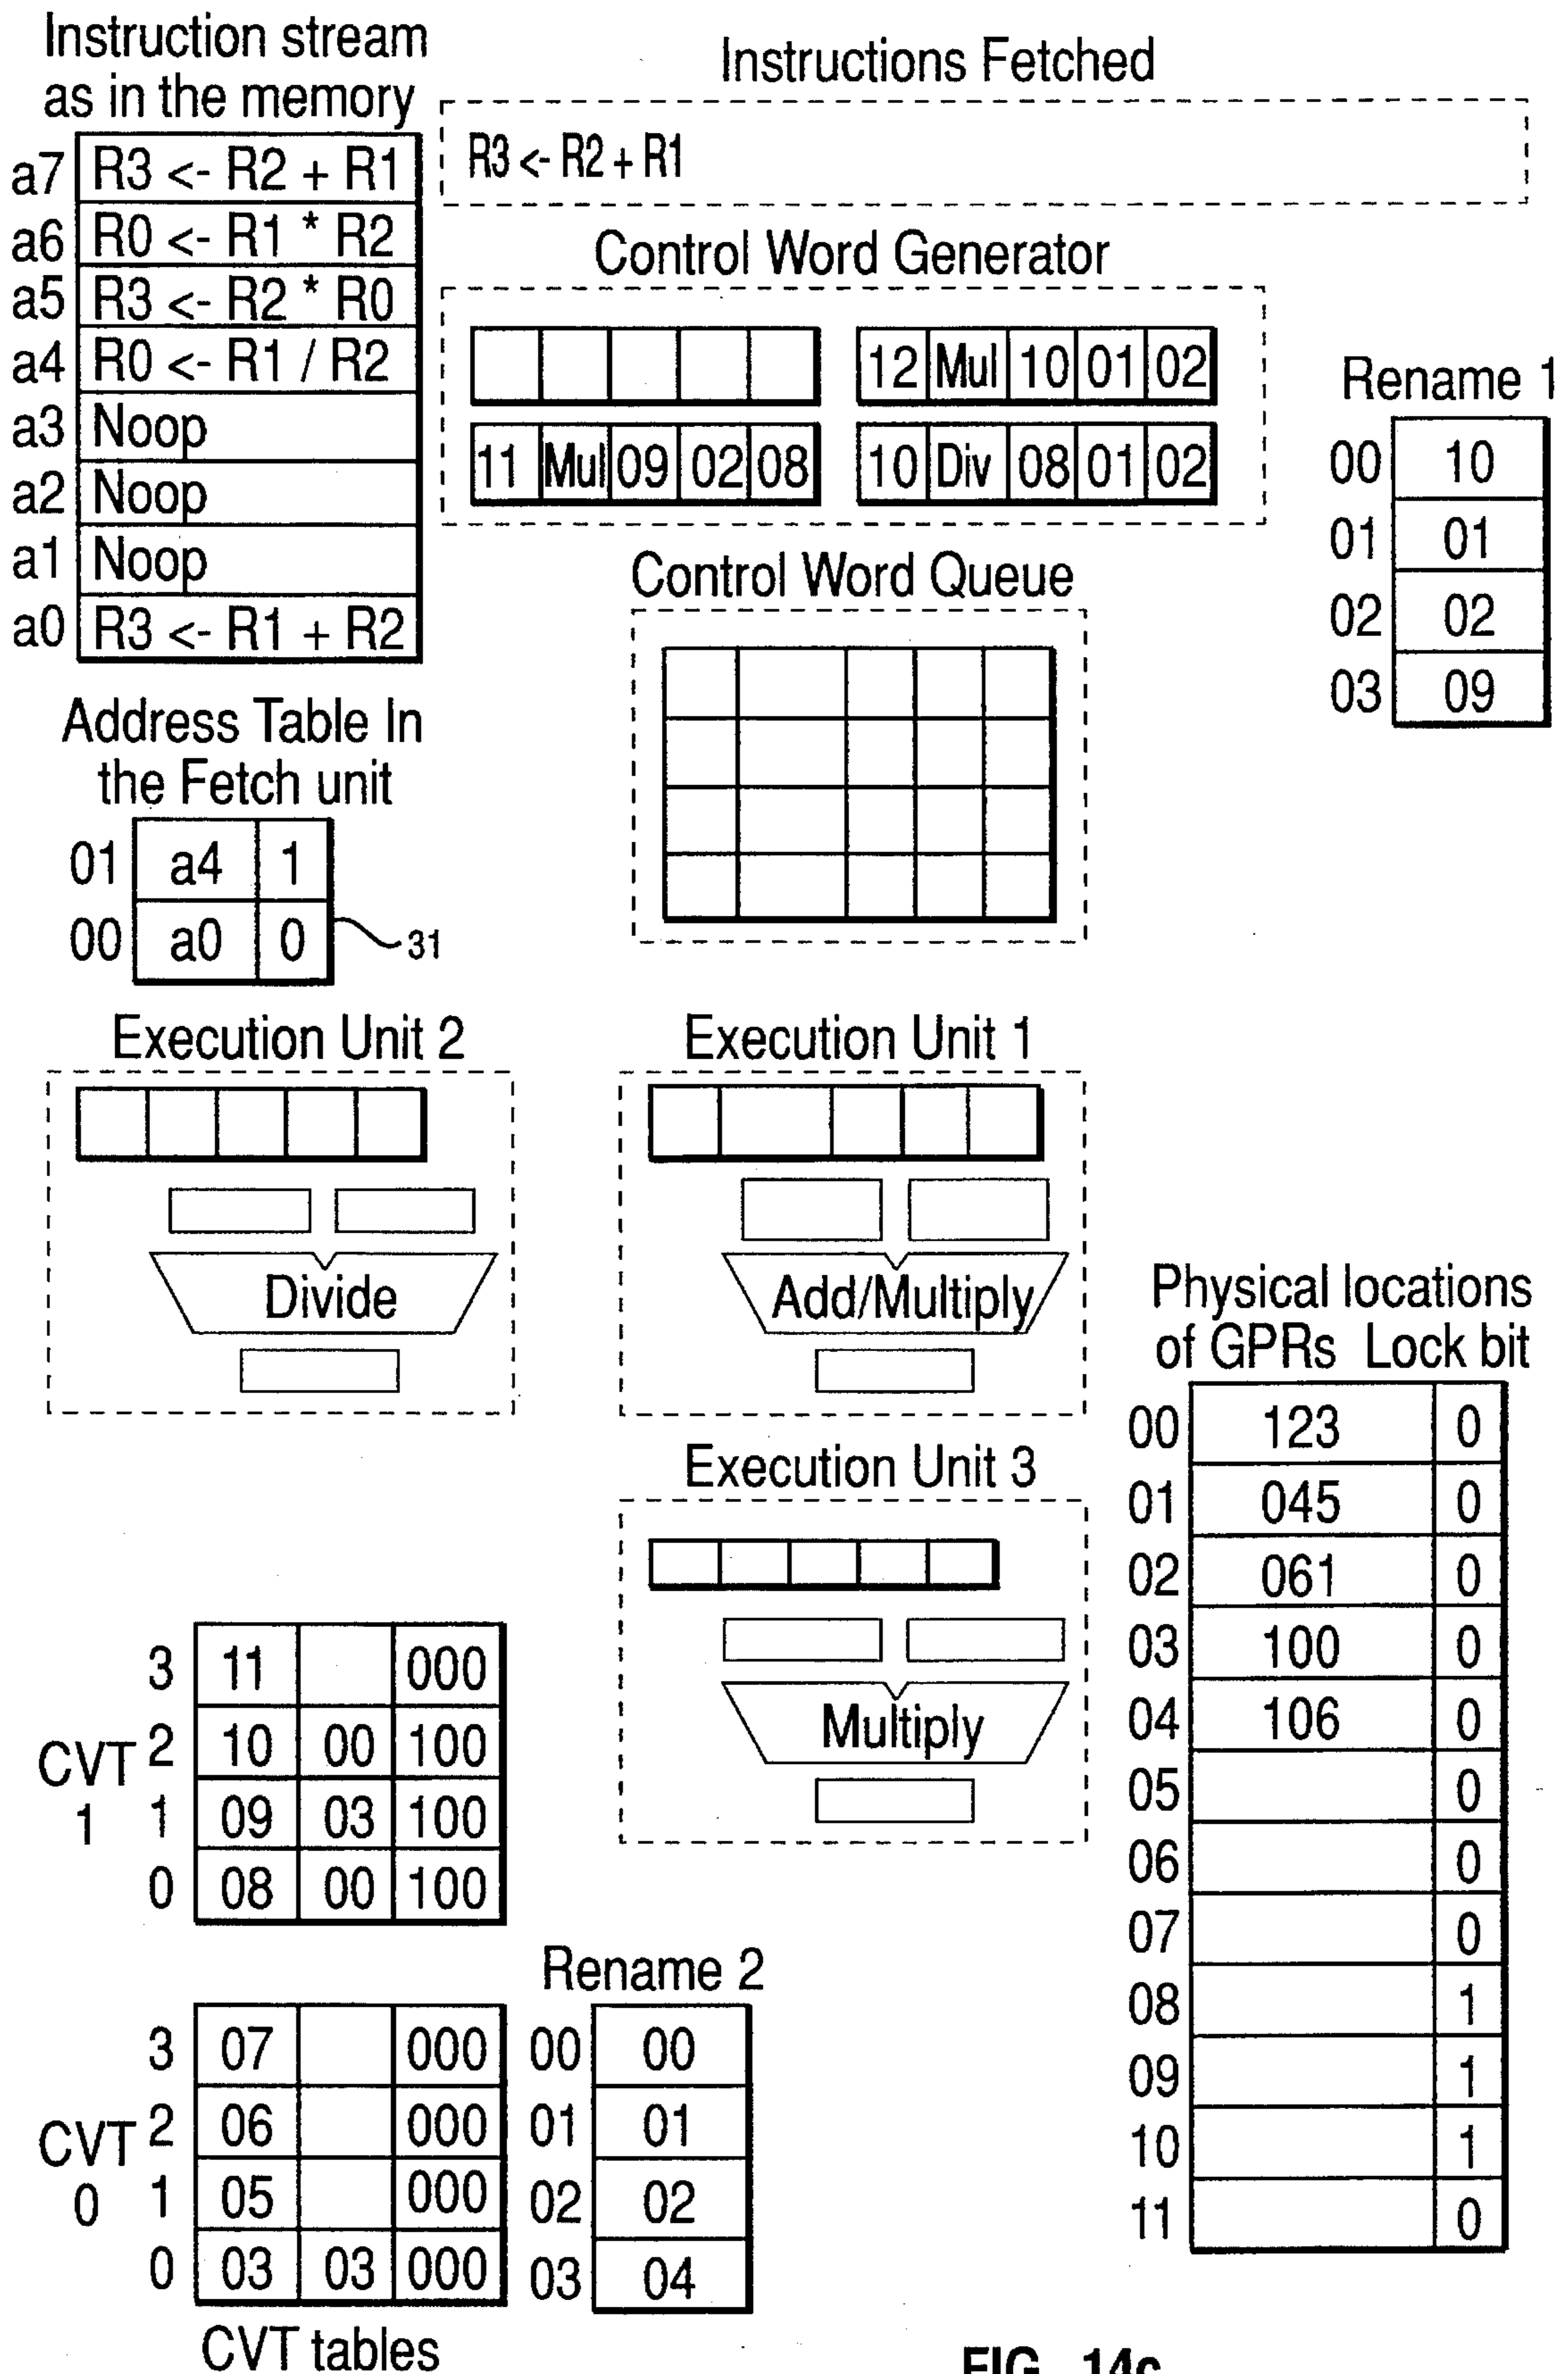 Instruction stream
as in the memory
a7 R3 <- R2 + R1
a6 R0 <- R1 * R2
a5 R3 <- R2 * R0
a4 R0 <- R1 / R2
a3 Noop
a2 Noop
a1 Noop
a0 R3 <- R1 + R2
Instructions Fetched
R3 <- R2 + R1
Control Word Generator
12 Mul 10 01 02
11 Mul 09 02 08
10 Div 08 01 02
Rename 1
00 10
01 01
02 02
03 09
Control Word Queue
Address Table In
the Fetch unit
01 a4 1
00 a0 0
31
Execution Unit 2
Divide
Execution Unit 1
Add/Multiply
Execution Unit 3
Multiply
Physical locations
of GPRs Lock bit
00 123 0
01 045 0
02 061 0
03 100 0
04 106 0
05 0
06 0
07 0
08 1
09 1
10 1
11 0
CVT
1
3 11 000
2 10 00 100
1 09 03 100
0 08 00 100
CVT
0
3 07 000
2 06 000
1 05 000
0 03 03 000
Rename 2
00 00
01 01
02 02
03 04
CVT tables
FIG. 14c